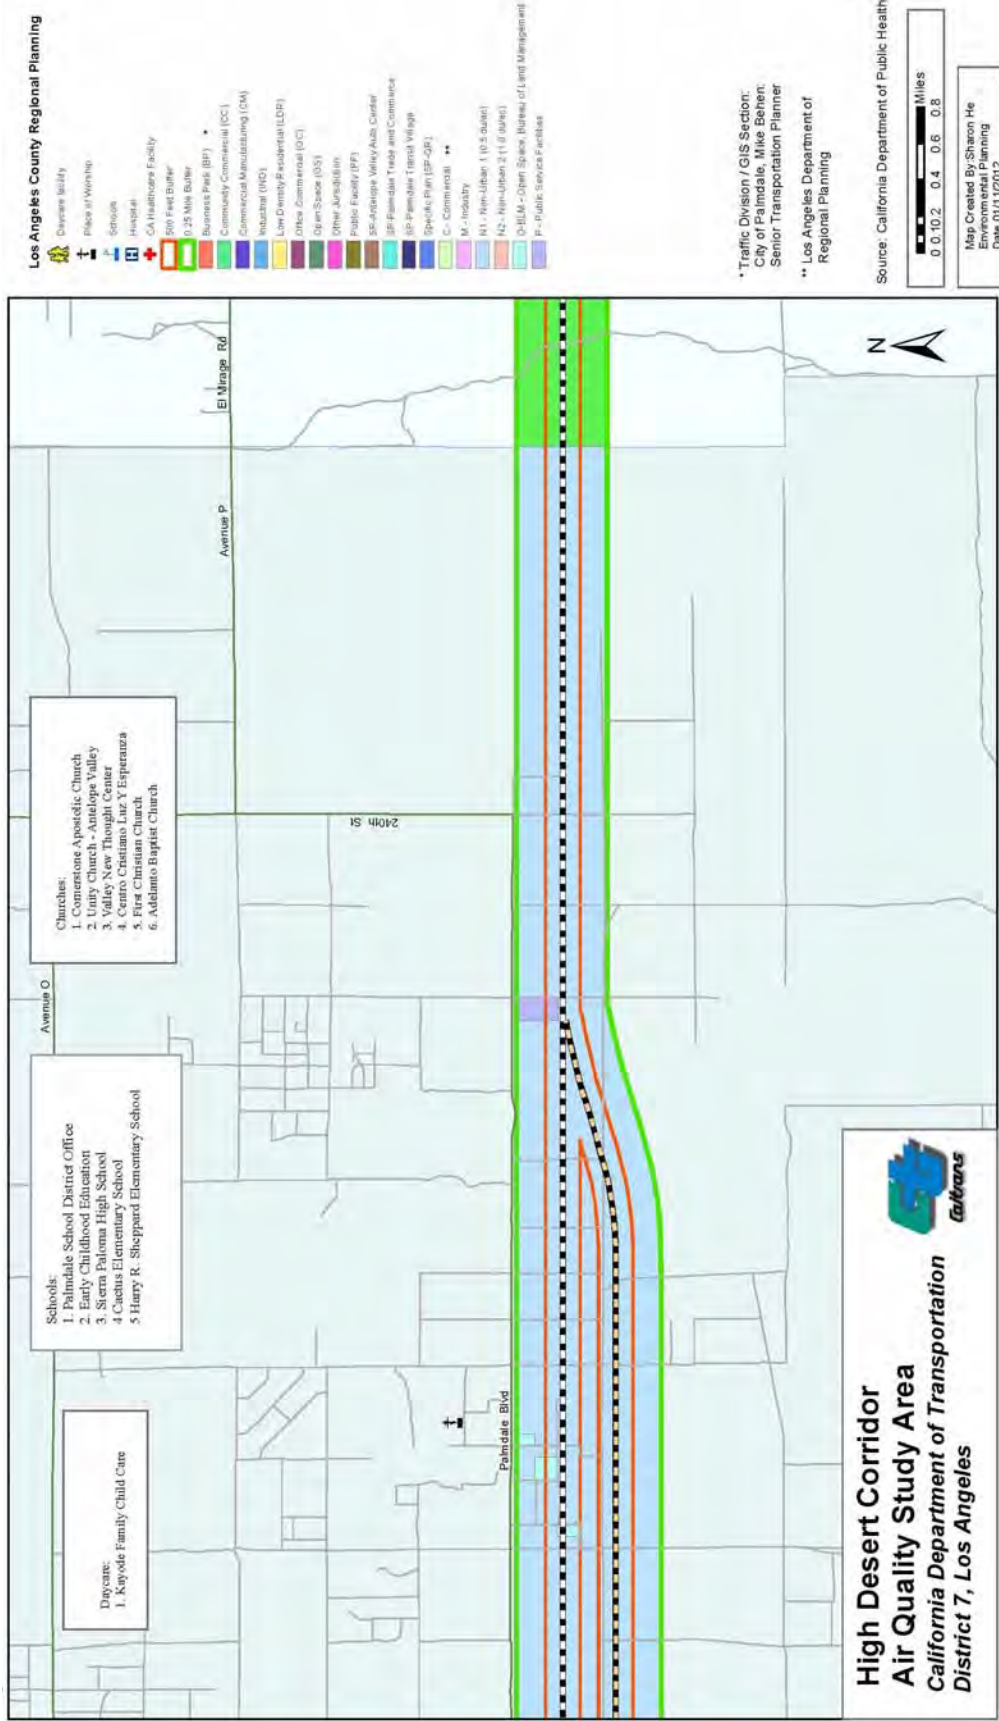 Los Angeles County Regional Planning
Daycare facility
Place of Worship
Schools
Hospital
CA Healthcare Facility
500 Feet Buffer
0.25 Mile Buffer
Business Park (BP) *
Community Commercial (CC)
Commercial Manufacturing (CM)
Industrial (IND)
Low Density Residential (LDR)
Office Commercial (OC)
Open Space (OS)
Other Jurisdiction
Public Facility (PF)
SP-Antelope Valley Auto Center
SP-Palmdale Trade and Commerce
SP-Palmdale Transit Village
Specific Plan (SP-QR)
C - Commercial **
M - Industry
N1 - Non-Urban 1 (0.5 du/ac)
N2 - Non-Urban 2 (1.0 du/ac)
O-BLM - Open Space, Bureau of Land Management
P - Public Service Facilities
* Traffic Division / GIS Section:
City of Palmdale, Mike Behen:
Senior Transportation Planner
** Los Angeles Department of
Regional Planning
Source: California Department of Public Health
Miles
0 0.10.2 0.4 0.6 0.8
Map Created By:Sharon He
Environmental Planning
Date 01/11/2012
Daycare:
1. Kayode Family Child Care
Schools:
1. Palmdale School District Office
2. Early Childhood Education
3. Sierra Paloma High School
4 Cactus Elementary School
5 Harry R. Sheppard Elementary School
Churches:
1. Cornerstone Apostolic Church
2. Unity Church - Antelope Valley
3. Valley New Thought Center
4. Centro Cristiano Luz Y Esperanza
5. First Christian Church
6. Adelanto Baptist Church
Avenue O
Avenue P
El Mirage Rd
240th St
Palmdale Blvd
N
High Desert Corridor
Air Quality Study Area
California Department of Transportation
District 7, Los Angeles
Caltrans